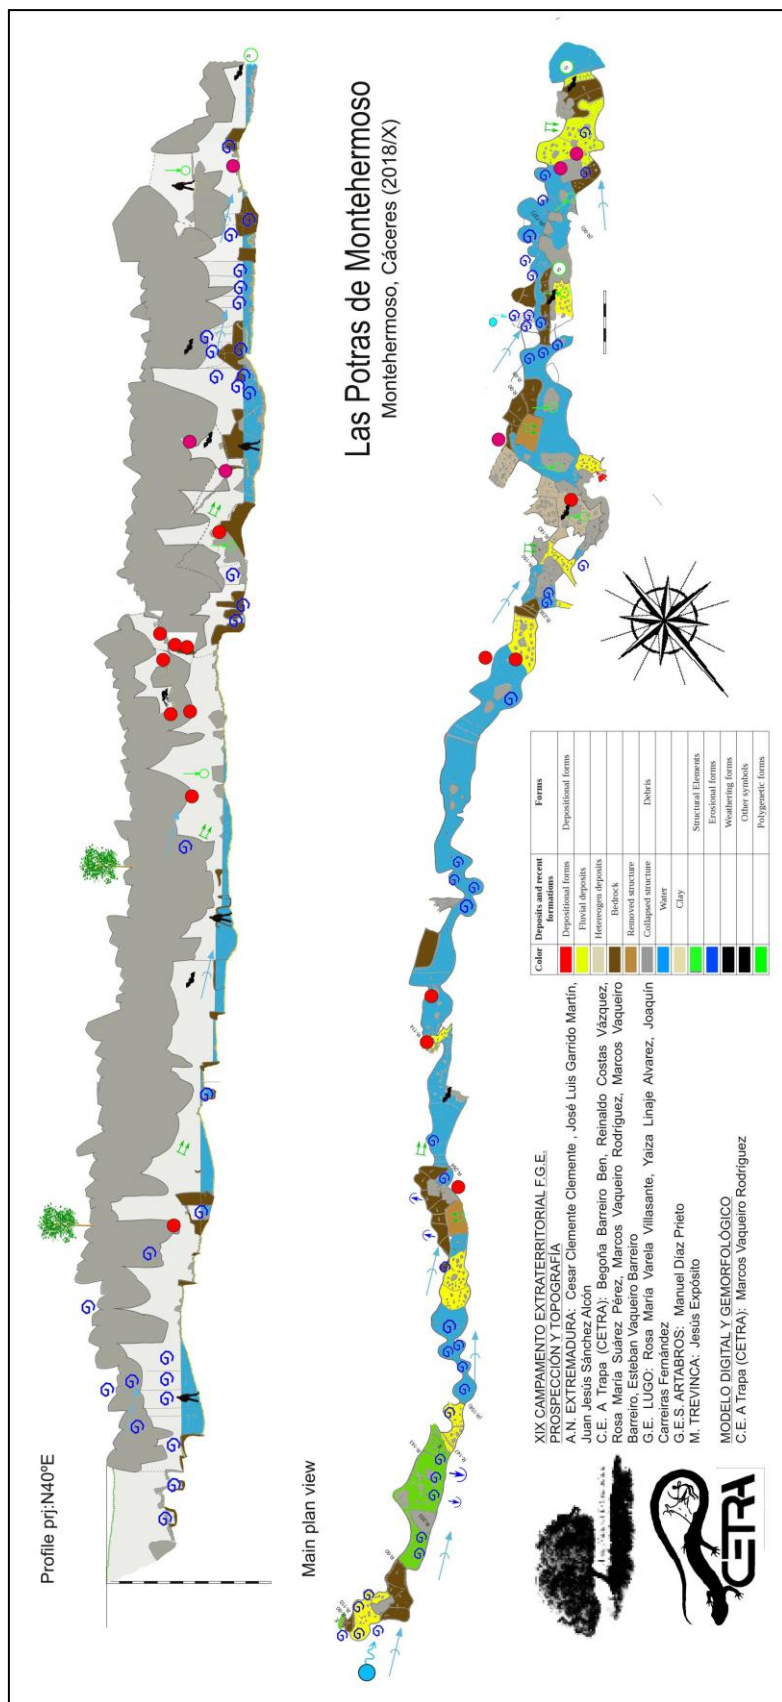 Las Potras de Montehermoso
Montehermoso, Cáceres (2018/X)
Profile prj:N40ºE
Main plan view
XIX CAMPAMENTO EXTRATERRITORIAL F.G.E.
PROSPECCIÓN Y TOPOGRAFÍA
A.N. EXTREMADURA: Cesar Clemente Clemente , José Luis Garrido Martín,
Juan Jesús Sánchez Alcón
C.E. A Trapa (CETRA): Begoña Barreiro Ben, Reinaldo Costas Vázquez,
Rosa María Suárez Pérez, Marcos Vaqueiro Rodríguez, Marcos Vaqueiro
Barreiro, Esteban Vaqueiro Barreiro
G.E. LUGO: Rosa María Varela Villasante, Yaiza Linaje Alvarez, Joaquín
Carreiras Fernández
G.E.S. ARTABROS: Manuel Díaz Prieto
M. TREVINCA: Jesús Expósito
MODELO DIGITAL Y GEMORFOLÓGICO
C.E. A Trapa (CETRA): Marcos Vaqueiro Rodríguez
Color Deposits and recent formations Forms
Depositional forms Depositional forms
Fluvial deposits
Hetereogen deposits
Bedrock
Removed structure
Collapsed structure Debris
Water
Clay
Structural Elements
Erosional forms
Weathering forms
Other symbols
Polygenetic forms
CETRA